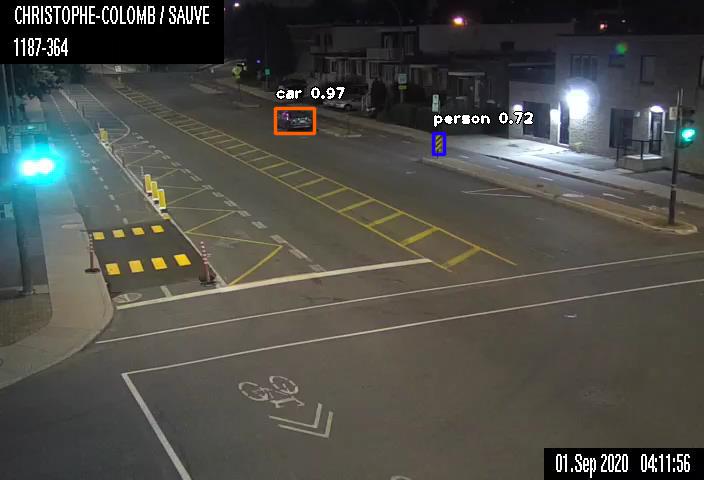 CHRISTOPHE-COLOMB / SAUVE
1187-364
car 0.97
person 0.72
01.Sep 2020 04:11:56